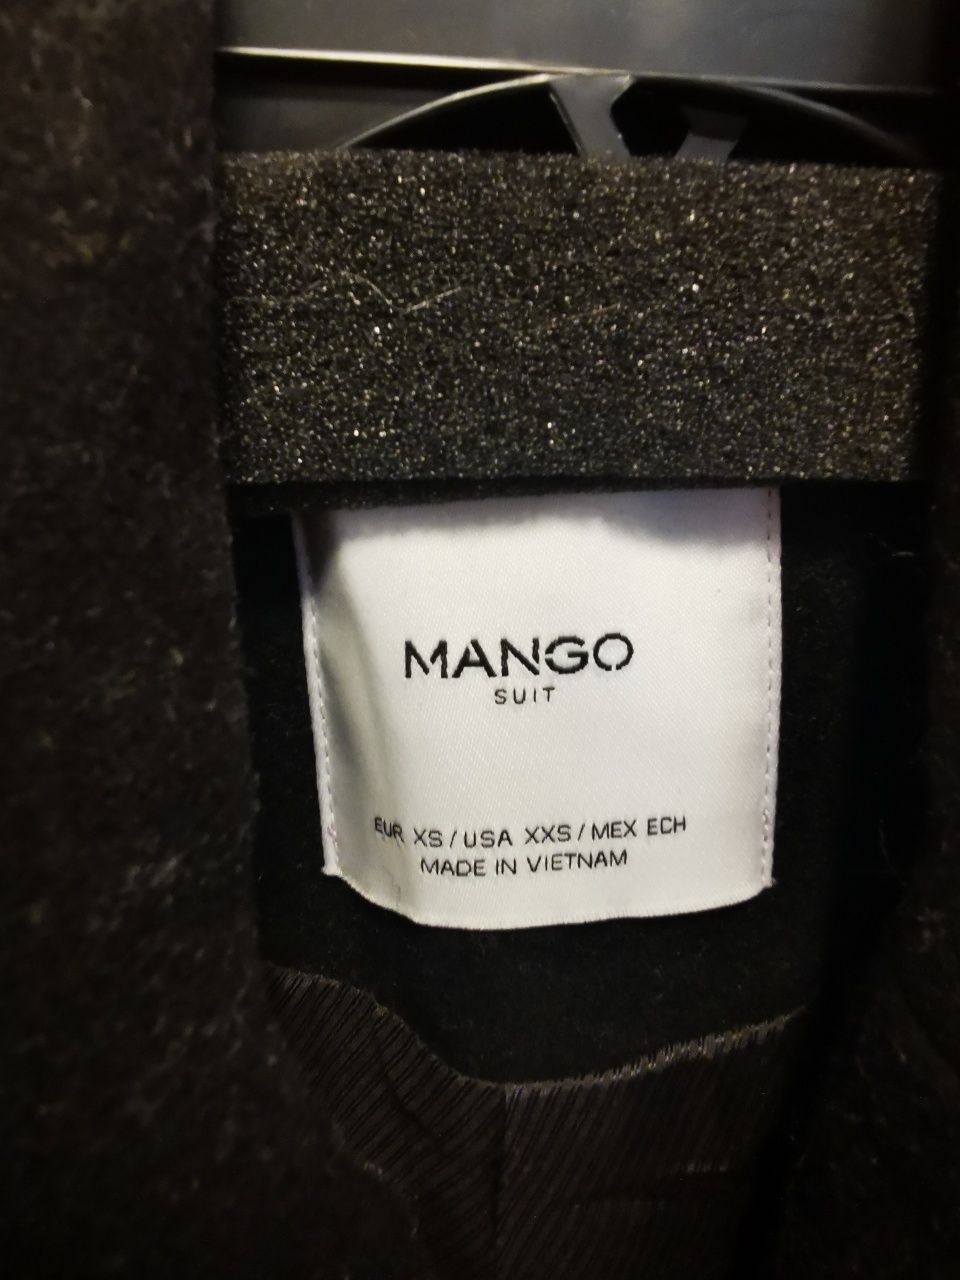 MANGO
SUIT
EUR XS / USA XXS / MEX ECH
MADE IN VIETNAM